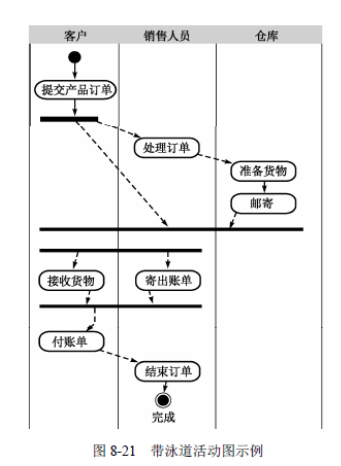 客户 销售人员 仓库
提交产品订单
处理订单
准备货物
邮寄
接收货物 寄出账单
付账单
结束订单
完成
图 8-21 带泳道活动图示例